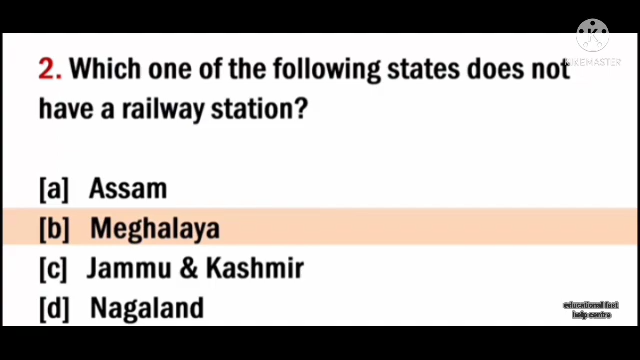 KINEMASTER
2. Which one of the following states does not
have a railway station?
[a] Assam
[b] Meghalaya
[c] Jammu & Kashmir
[d] Nagaland
educational fast
help centre